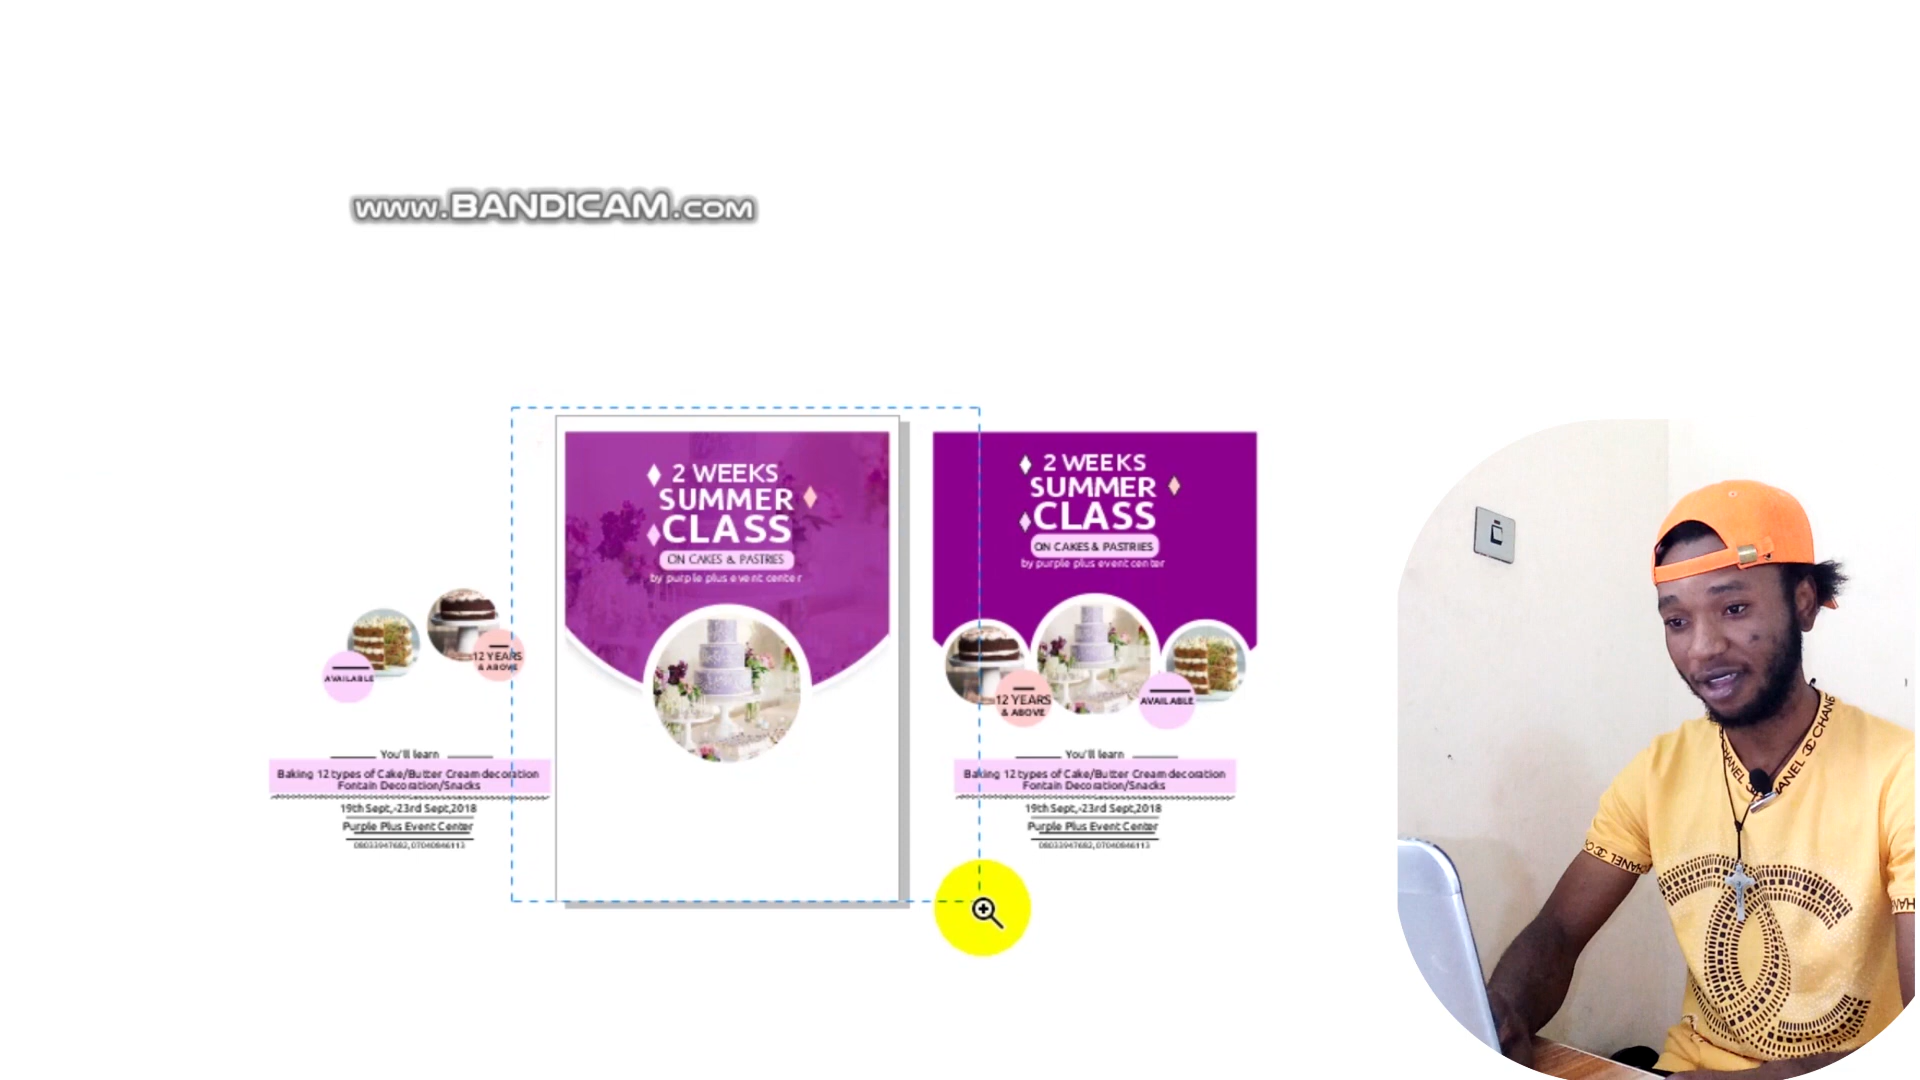 www.BANDICAM.com
2 WEEKS
SUMMER
CLASS
ON CAKES & PASTRIES
by purple plus event center
2 WEEKS
SUMMER
CLASS
ON CAKES & PASTRIES
by purple plus event center
12 YEARS
& ABOVE
AVAILABLE
12 YEARS
& ABOVE
AVAILABLE
You'll learn
Baking 12 types of Cake/Butter Cream decoration
Fontain Decoration/Snacks
19th Sept,-23rd Sept,2018
Purple Plus Event Center
You'll learn
Baking 12 types of Cake/Butter Cream decoration
Fontain Decoration/Snacks
19th Sept,-23rd Sept,2018
Purple Plus Event Center
CHANEL
CHANEL
CHANEL